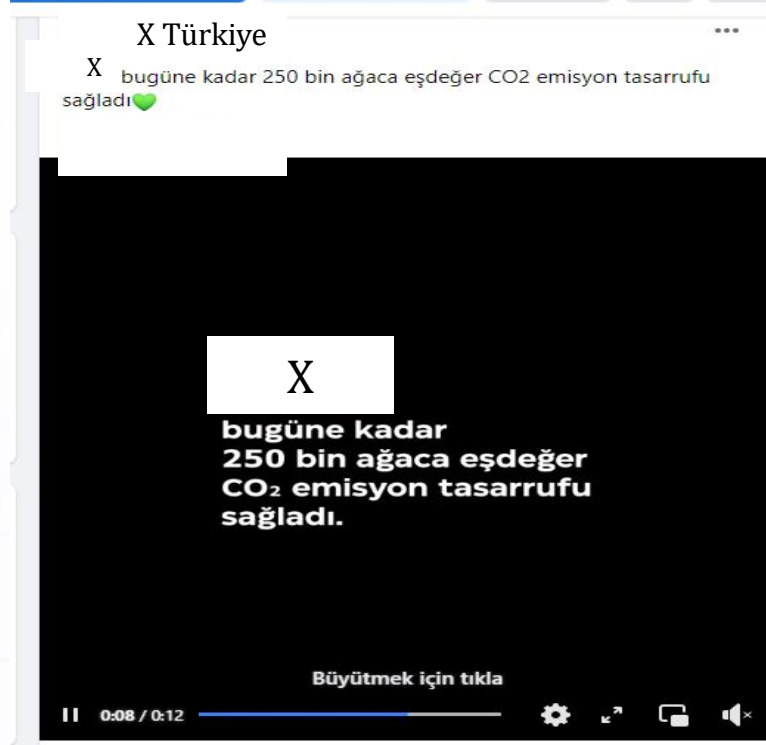 X Türkiye
X bugüne kadar 250 bin ağaca eşdeğer CO2 emisyon tasarrufu
sağladı💚
X
bugüne kadar
250 bin ağaca eşdeğer
CO₂ emisyon tasarrufu
sağladı.
Büyütmek için tıkla
0:08 / 0:12